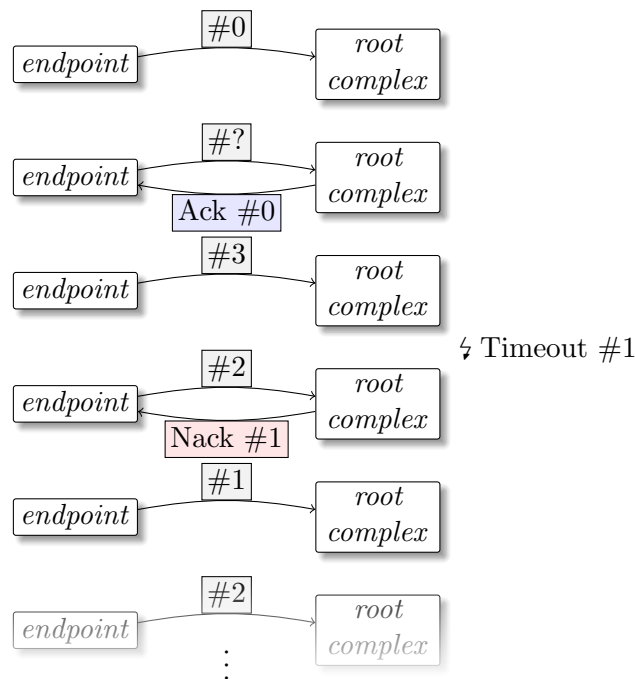 #0
endpoint
root
complex
#?
endpoint
root
complex
Ack #0
#3
endpoint
root
complex
Timeout #1
#2
endpoint
root
complex
Nack #1
#1
endpoint
root
complex
#2
endpoint
root
complex
⋮